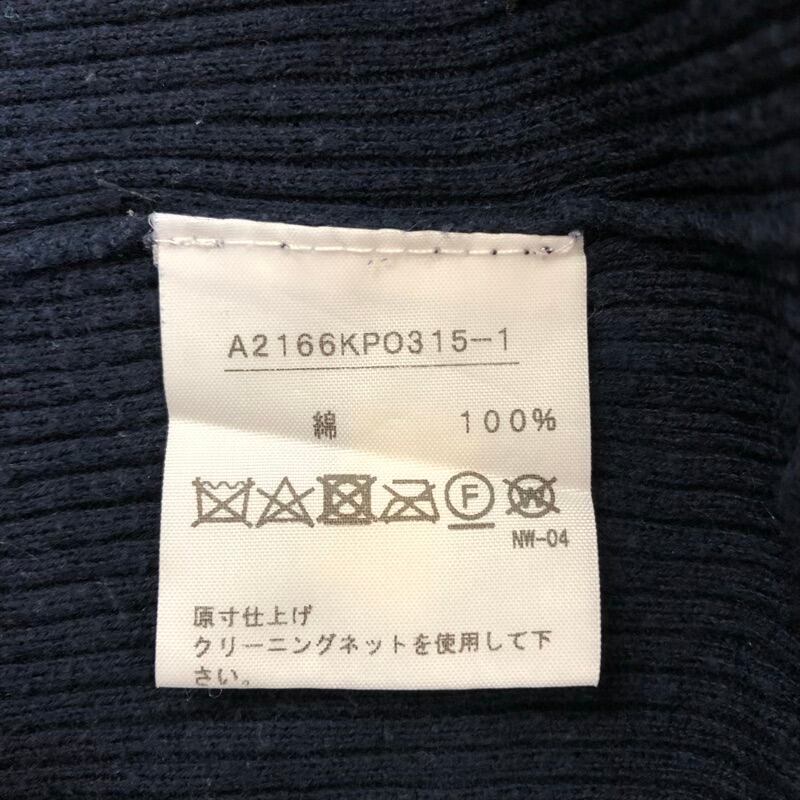 A2166KPO315-1
綿 100%
F W
NW-04
原寸仕上げ
クリーニングネットを使用して下
さい。